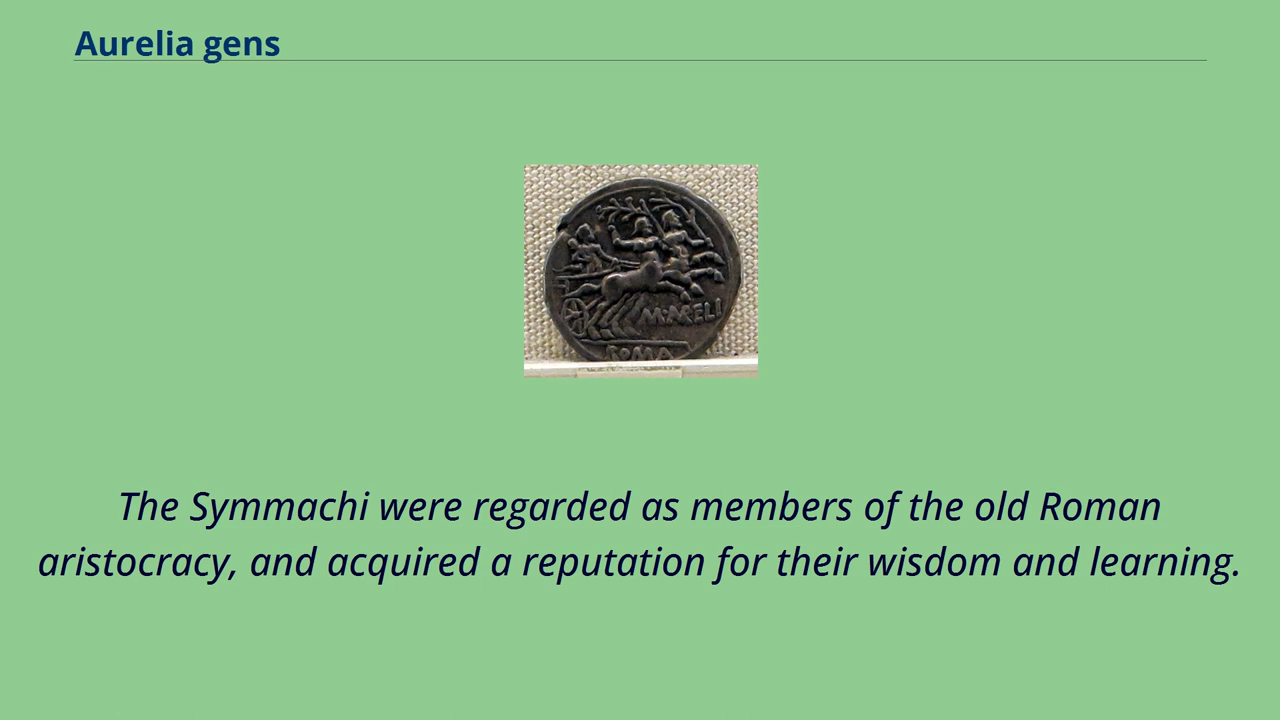 Aurelia gens
M·ARELI
ROMA
The Symmachi were regarded as members of the old Roman
aristocracy, and acquired a reputation for their wisdom and learning.